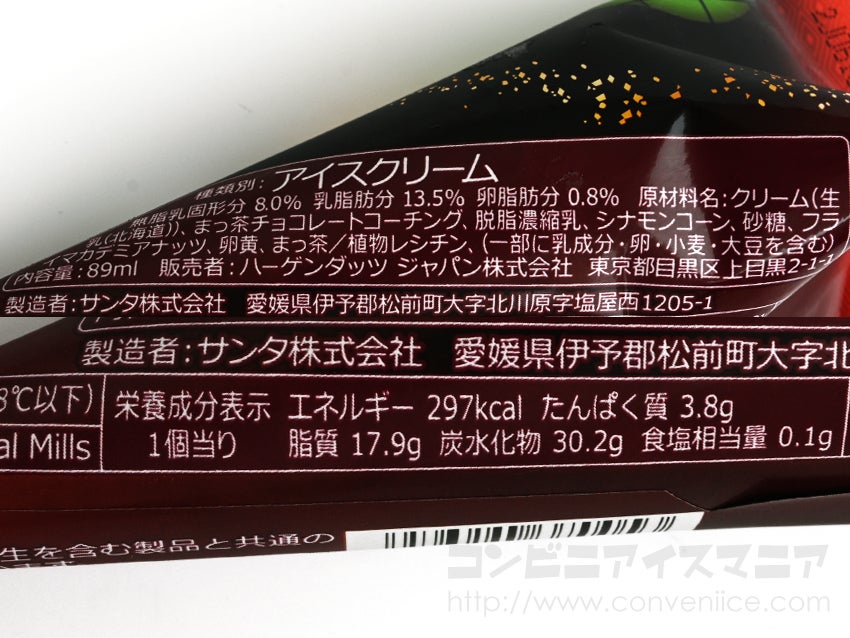 種類別：アイスクリーム
無脂乳固形分 8.0% 乳脂肪分 13.5% 卵脂肪分 0.8% 原材料名：クリーム(生
乳(北海道))、まっ茶チョコレートコーチング、脱脂濃縮乳、シナモンコーン、砂糖、フラ
イマカデミアナッツ、卵黄、まっ茶／植物レシチン、(一部に乳成分・卵・小麦・大豆を含む)
内容量：89ml 販売者：ハーゲンダッツ ジャパン株式会社 東京都目黒区上目黒2-1-1
製造者：サンタ株式会社 愛媛県伊予郡松前町大字北川原字塩屋西1205-1
製造者：サンタ株式会社 愛媛県伊予郡松前町大字北
8℃以下) 栄養成分表示 エネルギー 297kcal たんぱく質 3.8g
al Mills 1個当り 脂質 17.9g 炭水化物 30.2g 食塩相当量 0.1g
生を含む製品と共通の
コンビニアイスマニア
http://www.conveniice.com